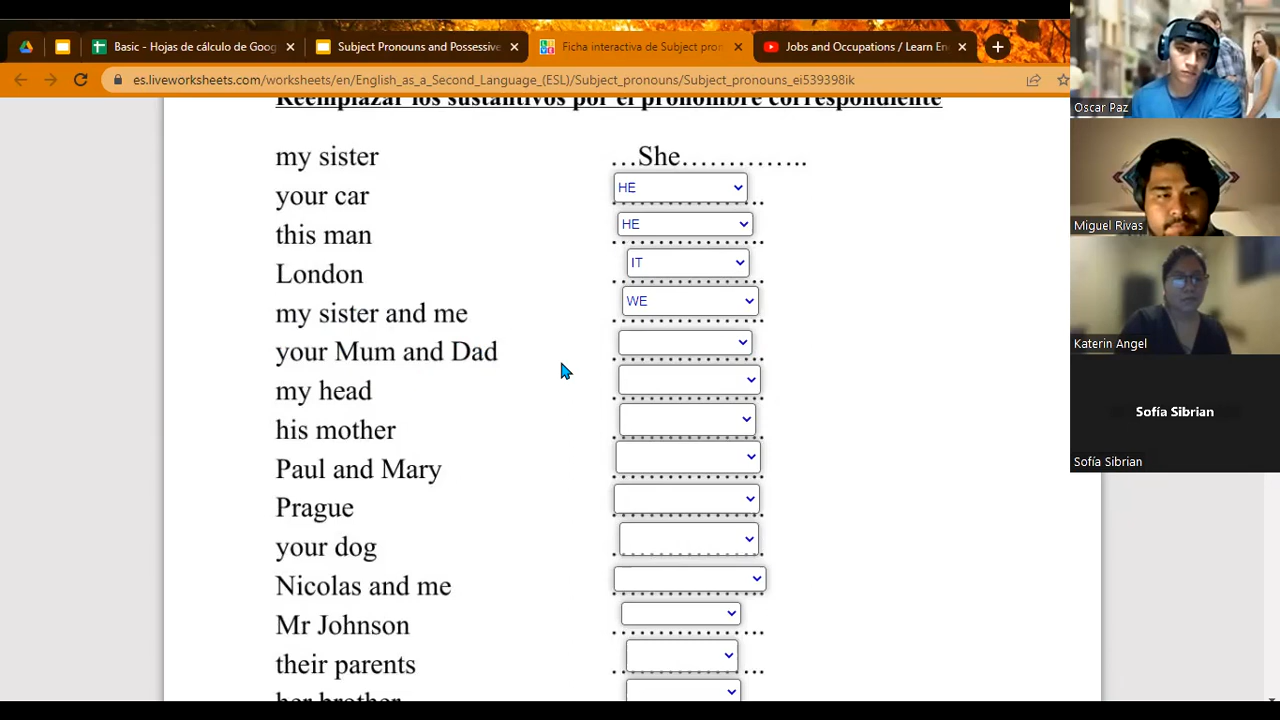 Basic - Hojas de cálculo de Goog
Subject Pronouns and Possessive
Ficha interactiva de Subject pron
Jobs and Occupations / Learn En
es.liveworksheets.com/worksheets/en/English_as_a_Second_Language_(ESL)/Subject_pronouns/Subject_pronouns_ei539398ik
Reemplazar los sustantivos por el pronombre correspondiente
my sister …She…………..
your car HE
this man HE
London IT
my sister and me WE
your Mum and Dad
my head
his mother
Paul and Mary
Prague
your dog
Nicolas and me
Mr Johnson
their parents
her brother
Oscar Paz
Miguel Rivas
Katerin Angel
Sofía Sibrian
Sofía Sibrian